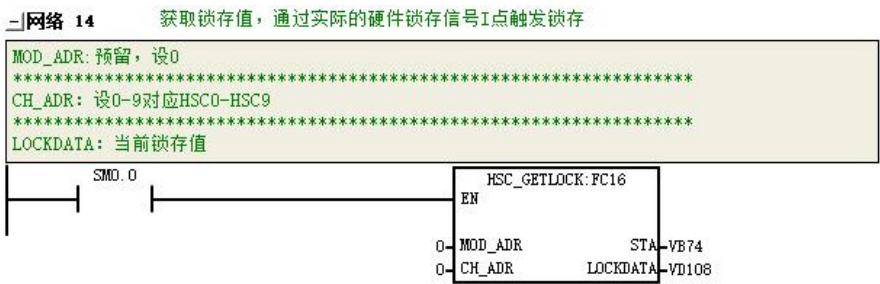 网络 14 获取锁存值，通过实际的硬件锁存信号I点触发锁存
MOD_ADR:预留，设0
*******************************************************************
CH_ADR: 设0-9对应HSC0-HSC9
*******************************************************************
LOCKDATA: 当前锁存值
SM0.0
HSC_GETLOCK:FC16
EN
0 MOD_ADR STA VB74
0 CH_ADR LOCKDATA VD108